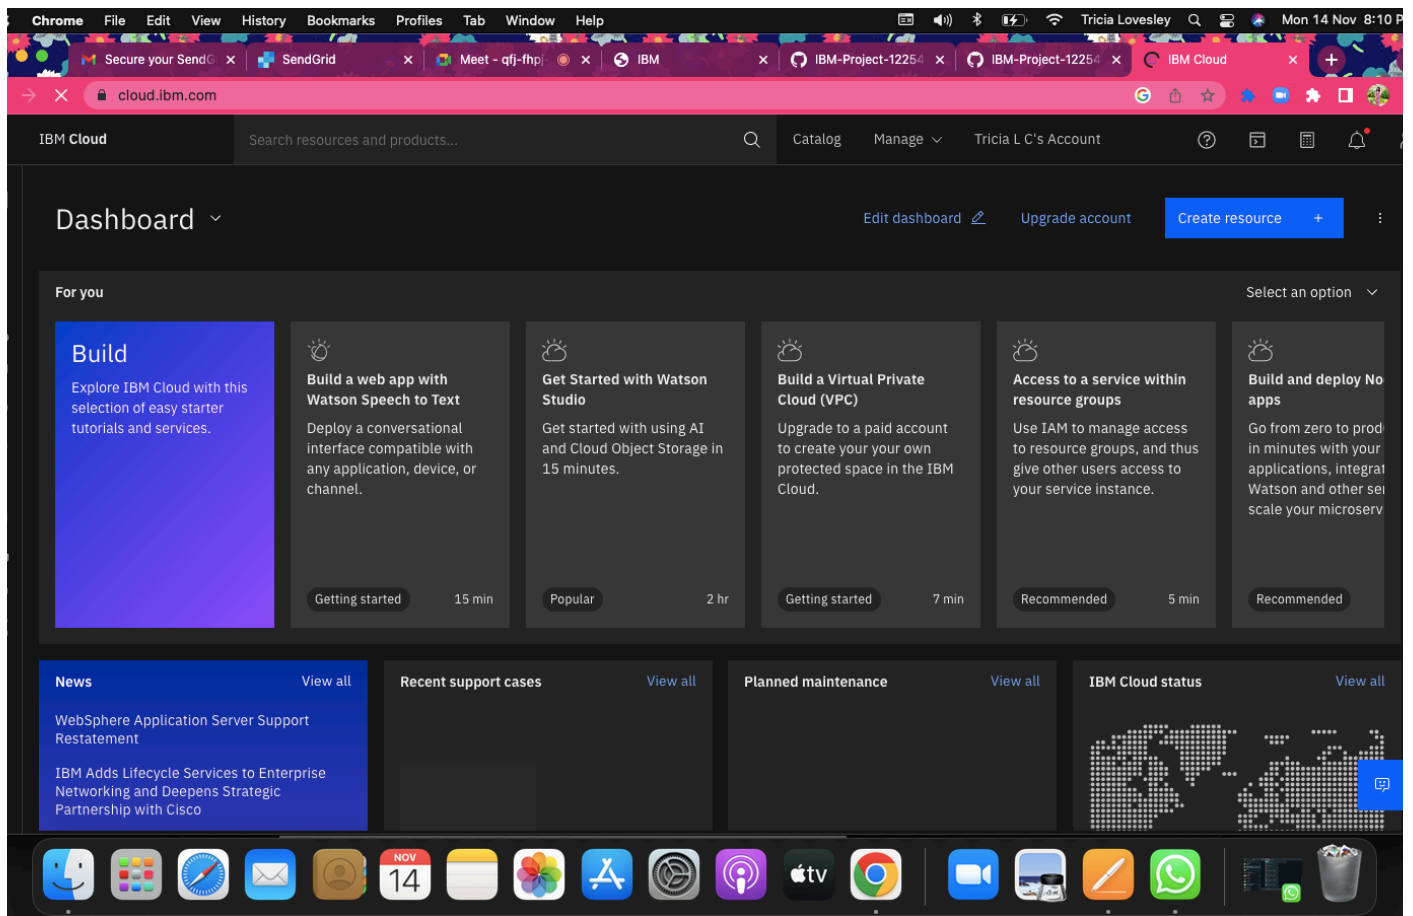 Chrome File Edit View History Bookmarks Profiles Tab Window Help Tricia Lovesley Mon 14 Nov 8:10 P
Secure your SendG SendGrid Meet - qfj-fhpj- IBM IBM-Project-12254 IBM-Project-12254 IBM Cloud
cloud.ibm.com
IBM Cloud Search resources and products... Catalog Manage Tricia L C's Account
Dashboard Edit dashboard Upgrade account Create resource +
For you Select an option
Build
Explore IBM Cloud with this
selection of easy starter
tutorials and services.
Build a web app with
Watson Speech to Text
Deploy a conversational
interface compatible with
any application, device, or
channel.
Getting started 15 min
Get Started with Watson
Studio
Get started with using AI
and Cloud Object Storage in
15 minutes.
Popular 2 hr
Build a Virtual Private
Cloud (VPC)
Upgrade to a paid account
to create your your own
protected space in the IBM
Cloud.
Getting started 7 min
Access to a service within
resource groups
Use IAM to manage access
to resource groups, and thus
give other users access to
your service instance.
Recommended 5 min
Build and deploy No
apps
Go from zero to prod
in minutes with your
applications, integrat
Watson and other ser
scale your microserv
Recommended
News View all
WebSphere Application Server Support
Restatement
IBM Adds Lifecycle Services to Enterprise
Networking and Deepens Strategic
Partnership with Cisco
Recent support cases View all
Planned maintenance View all
IBM Cloud status View all
NOV
14
tv